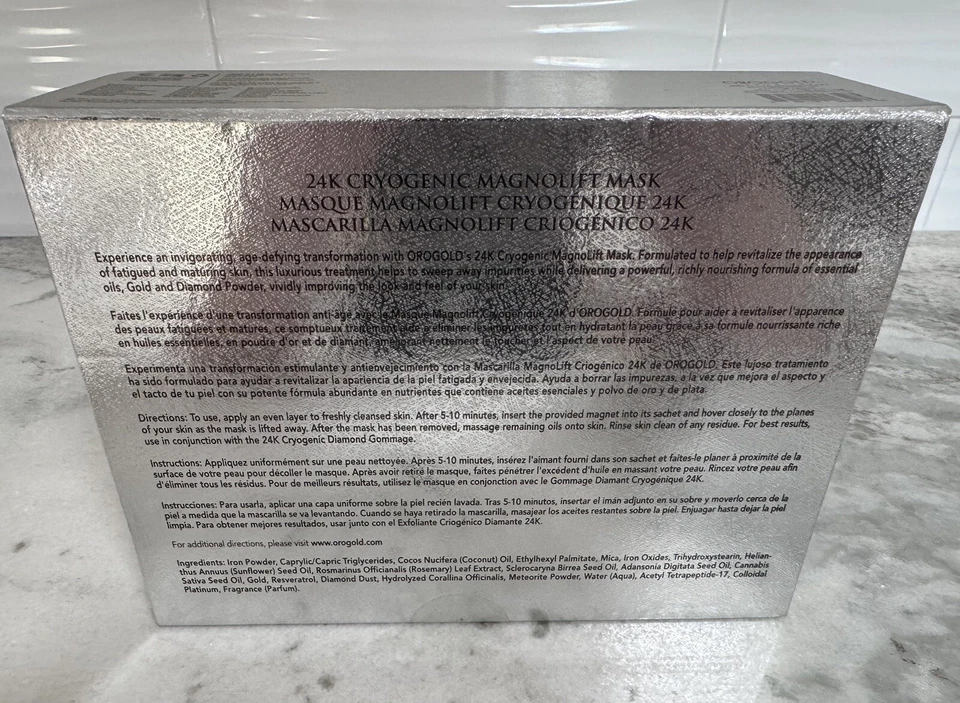 OROGOLD
24K CRYOGENIC MAGNOLIFT MASK
MASQUE MAGNOLIFT CRYOGÉNIQUE 24K
MASCARILLA MAGNOLIFT CRIOGÉNICO 24K
Experience an invigorating, age-defying transformation with OROGOLD's 24K Cryogenic MagnoLift Mask. Formulated to help revitalize the appearance
of fatigued and maturing skin, this luxurious treatment helps to sweep away impurities while delivering a powerful, richly nourishing formula of essential
oils, Gold and Diamond Powder, vividly improving the look and feel of your skin.
Faites l'expérience d'une transformation anti-âge avec le Masque Magnolift Cryogénique 24K d'OROGOLD. Formulé pour aider à revitaliser l'apparence
des peaux fatiguées et matures, ce somptueux traitement aide à éliminer les impuretés tout en hydratant la peau grâce à sa formule nourrissante riche
en huiles essentielles, en poudre d'or et de diamant, améliorant nettement le toucher et l'aspect de votre peau.
Experimenta una transformación estimulante y antienvejecimiento con la Mascarilla MagnoLift Criogénico 24K de OROGOLD. Este lujoso tratamiento
ha sido formulado para ayudar a revitalizar la apariencia de la piel fatigada y envejecida. Ayuda a borrar las impurezas, a la vez que mejora el aspecto y
el tacto de tu piel con su potente fórmula abundante en nutrientes que contiene aceites esenciales y polvo de oro y de plata.
Directions: To use, apply an even layer to freshly cleansed skin. After 5-10 minutes, insert the provided magnet into its sachet and hover closely to the planes
of your skin as the mask is lifted away. After the mask has been removed, massage remaining oils onto skin. Rinse skin clean of any residue. For best results,
use in conjunction with the 24K Cryogenic Diamond Gommage.
Instructions: Appliquez uniformément sur une peau nettoyée. Après 5-10 minutes, insérez l'aimant fourni dans son sachet et faites-le planer à proximité de la
surface de votre peau pour décoller le masque. Après avoir retiré le masque, faites pénétrer l'excédent d'huile en massant votre peau. Rincez votre peau afin
d'éliminer tous les résidus. Pour de meilleurs résultats, utilisez le masque en conjonction avec le Gommage Diamant Cryogénique 24K.
Instrucciones: Para usarla, aplicar una capa uniforme sobre la piel recién lavada. Tras 5-10 minutos, insertar el imán adjunto en su sobre y moverlo cerca de la
piel a medida que la mascarilla se va levantando. Cuando se haya retirado la mascarilla, masajear los aceites restantes sobre la piel. Enjuagar hasta dejar la piel
limpia. Para obtener mejores resultados, usar junto con el Exfoliante Criogénico Diamante 24K.
For additional directions, please visit www.orogold.com
Ingredients: Iron Powder, Caprylic/Capric Triglycerides, Cocos Nucifera (Coconut) Oil, Ethylhexyl Palmitate, Mica, Iron Oxides, Trihydroxystearin, Helian-
thus Annuus (Sunflower) Seed Oil, Rosmarinus Officianalis (Rosemary) Leaf Extract, Sclerocaryna Birrea Seed Oil, Adansonia Digitata Seed Oil, Cannabis
Sativa Seed Oil, Gold, Resveratrol, Diamond Dust, Hydrolyzed Corallina Officinalis, Meteorite Powder, Water (Aqua), Acetyl Tetrapeptide-17, Colloidal
Platinum, Fragrance (Parfum).